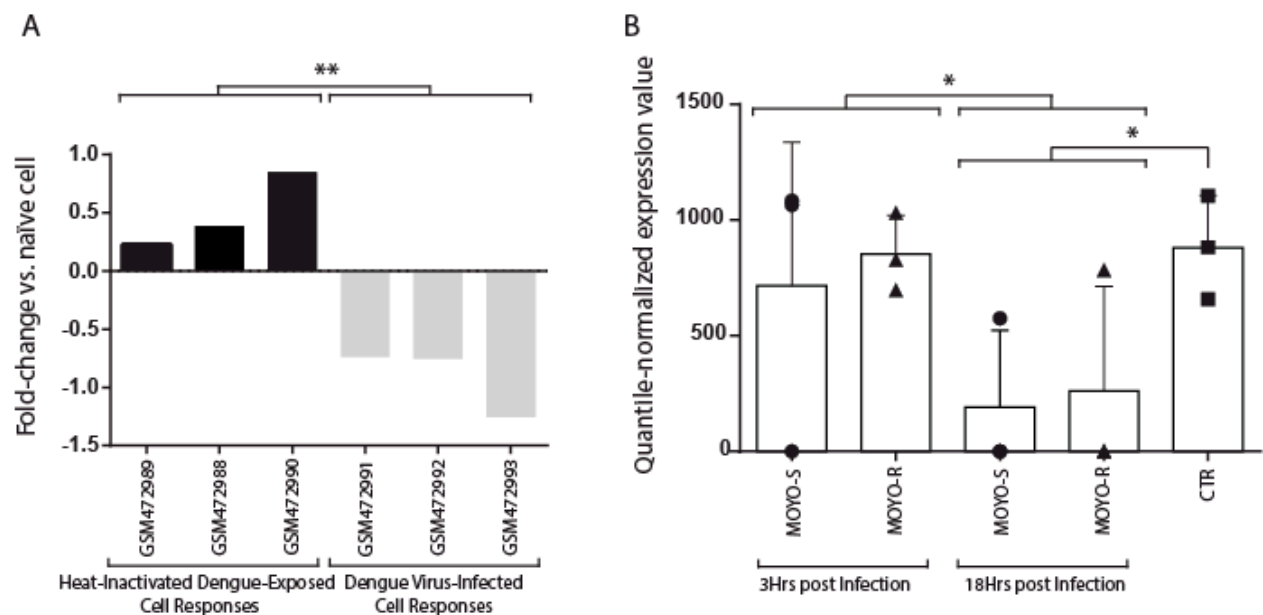 A
**
Fold-change vs. naïve cell
1.0
0.5
0.0
-0.5
-1.0
-1.5
GSM472989
GSM472988
GSM472990
GSM472991
GSM472992
GSM472993
Heat-Inactivated Dengue-Exposed
Cell Responses
Dengue Virus-Infected
Cell Responses
B
*
*
Quantile-normalized expression value
1500
1000
500
0
MOYO-S
MOYO-R
MOYO-S
MOYO-R
CTR
3Hrs post Infection
18Hrs post Infection